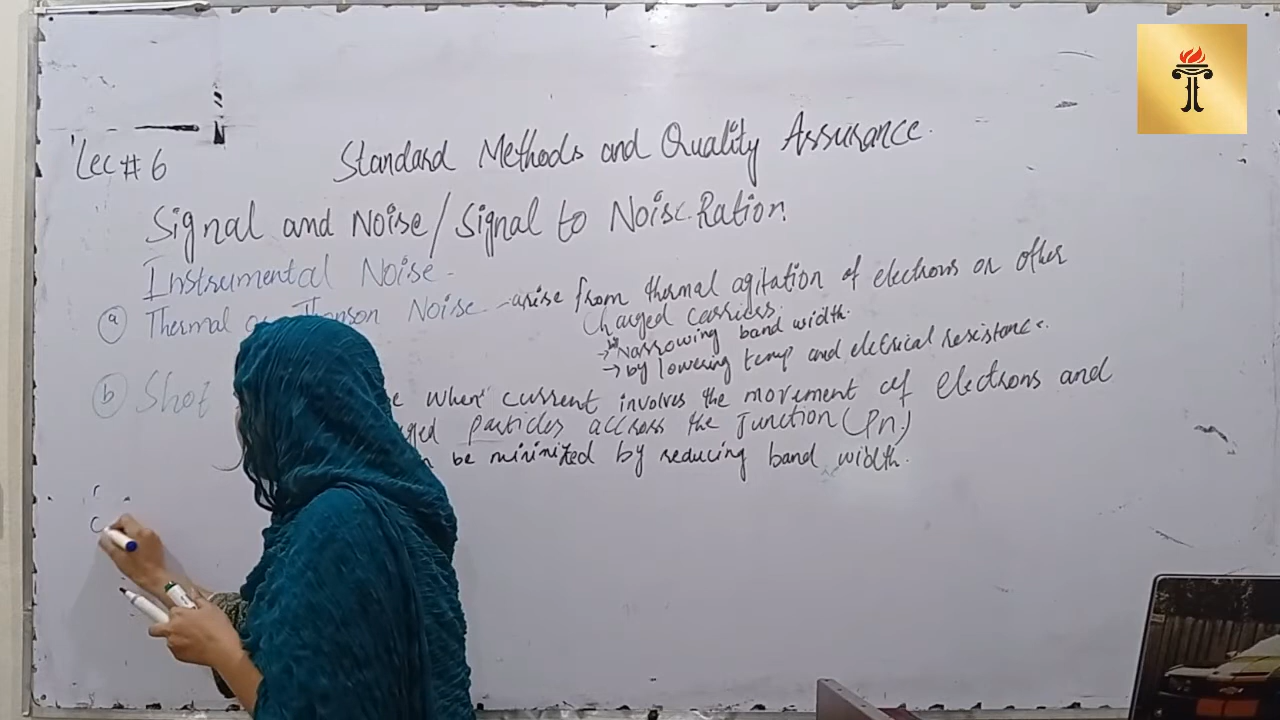 Lec # 6
Standard Methods and Quality Assurance.
Signal and Noise / Signal to Noise Ration
Instrumental Noise -
(a) Thermal Noise - arise from thermal agitation of electrons or other
Charged carriers.
→ Narrowing band width.
→ by lowering temp and eletrical resistance.
(b) Shot when current involves the movement of electrons and
particles accross the Junction (Pn)
be minimized by reducing band width.
C